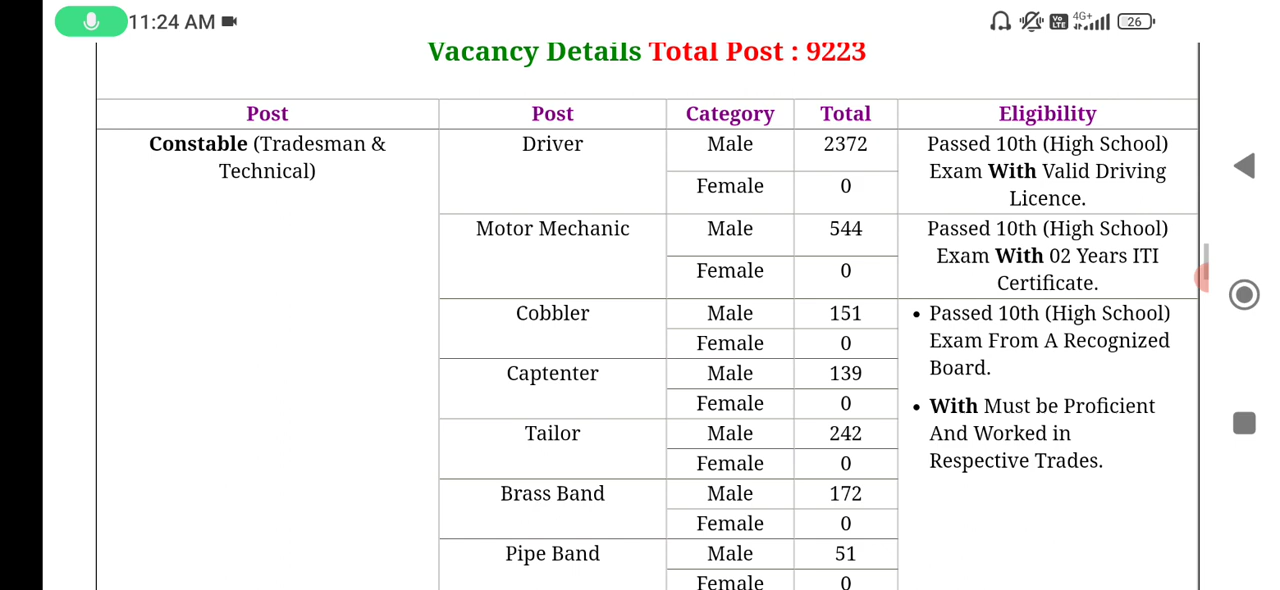 11:24 AM
Vo LTE 4G+ 26
Vacancy Details Total Post : 9223
Post Post Category Total Eligibility
Constable (Tradesman & Technical) Driver Male 2372 Passed 10th (High School)
Exam With Valid Driving
Female 0
Licence.
Motor Mechanic Male 544 Passed 10th (High School)
Exam With 02 Years ITI
Female 0
Certificate.
Cobbler Male 151 • Passed 10th (High School)
Female 0 Exam From A Recognized
Board.
Captenter Male 139
Female 0 • With Must be Proficient
Tailor Male 242 And Worked in
Female 0 Respective Trades.
Brass Band Male 172
Female 0
Pipe Band Male 51
Female 0